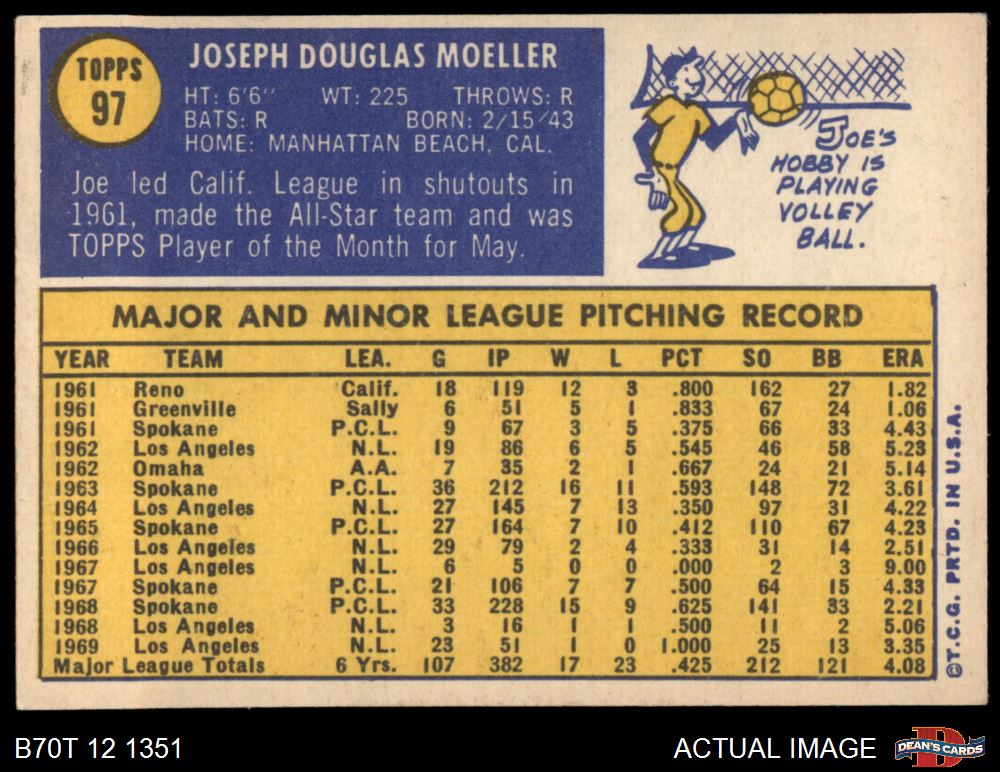 TOPPS
97
JOSEPH DOUGLAS MOELLER
HT: 6'6" WT: 225 THROWS: R
BATS: R BORN: 2/15/43
HOME: MANHATTAN BEACH, CAL.
Joe led Calif. League in shutouts in
1961, made the All-Star team and was
TOPPS Player of the Month for May.
JOE'S
HOBBY IS
PLAYING
VOLLEY
BALL.
MAJOR AND MINOR LEAGUE PITCHING RECORD
YEAR TEAM LEA. G IP W L PCT SO BB ERA
1961 Reno Calif. 18 119 12 3 .800 162 27 1.82
1961 Greenville Sally 6 51 5 1 .833 67 24 1.06
1961 Spokane P.C.L. 9 67 3 5 .375 66 33 4.43
1962 Los Angeles N.L. 19 86 6 5 .545 46 58 5.23
1962 Omaha A.A. 7 35 2 1 .667 24 21 5.14
1963 Spokane P.C.L. 36 212 16 11 .593 148 72 3.61
1964 Los Angeles N.L. 27 145 7 13 .350 97 31 4.22
1965 Spokane P.C.L. 27 164 7 10 .412 110 67 4.23
1966 Los Angeles N.L. 29 79 2 4 .333 31 14 2.51
1967 Los Angeles N.L. 6 5 0 0 .000 2 3 9.00
1967 Spokane P.C.L. 21 106 7 7 .500 64 15 4.33
1968 Spokane P.C.L. 33 228 15 9 .625 141 33 2.21
1968 Los Angeles N.L. 3 16 1 1 .500 11 2 5.06
1969 Los Angeles N.L. 23 51 1 0 1.000 25 13 3.35
Major League Totals 6 Yrs. 107 382 17 23 .425 212 121 4.08
©T.C.G. PRTD. IN U.S.A.
B70T 12 1351
ACTUAL IMAGE
DEAN'S CARDS